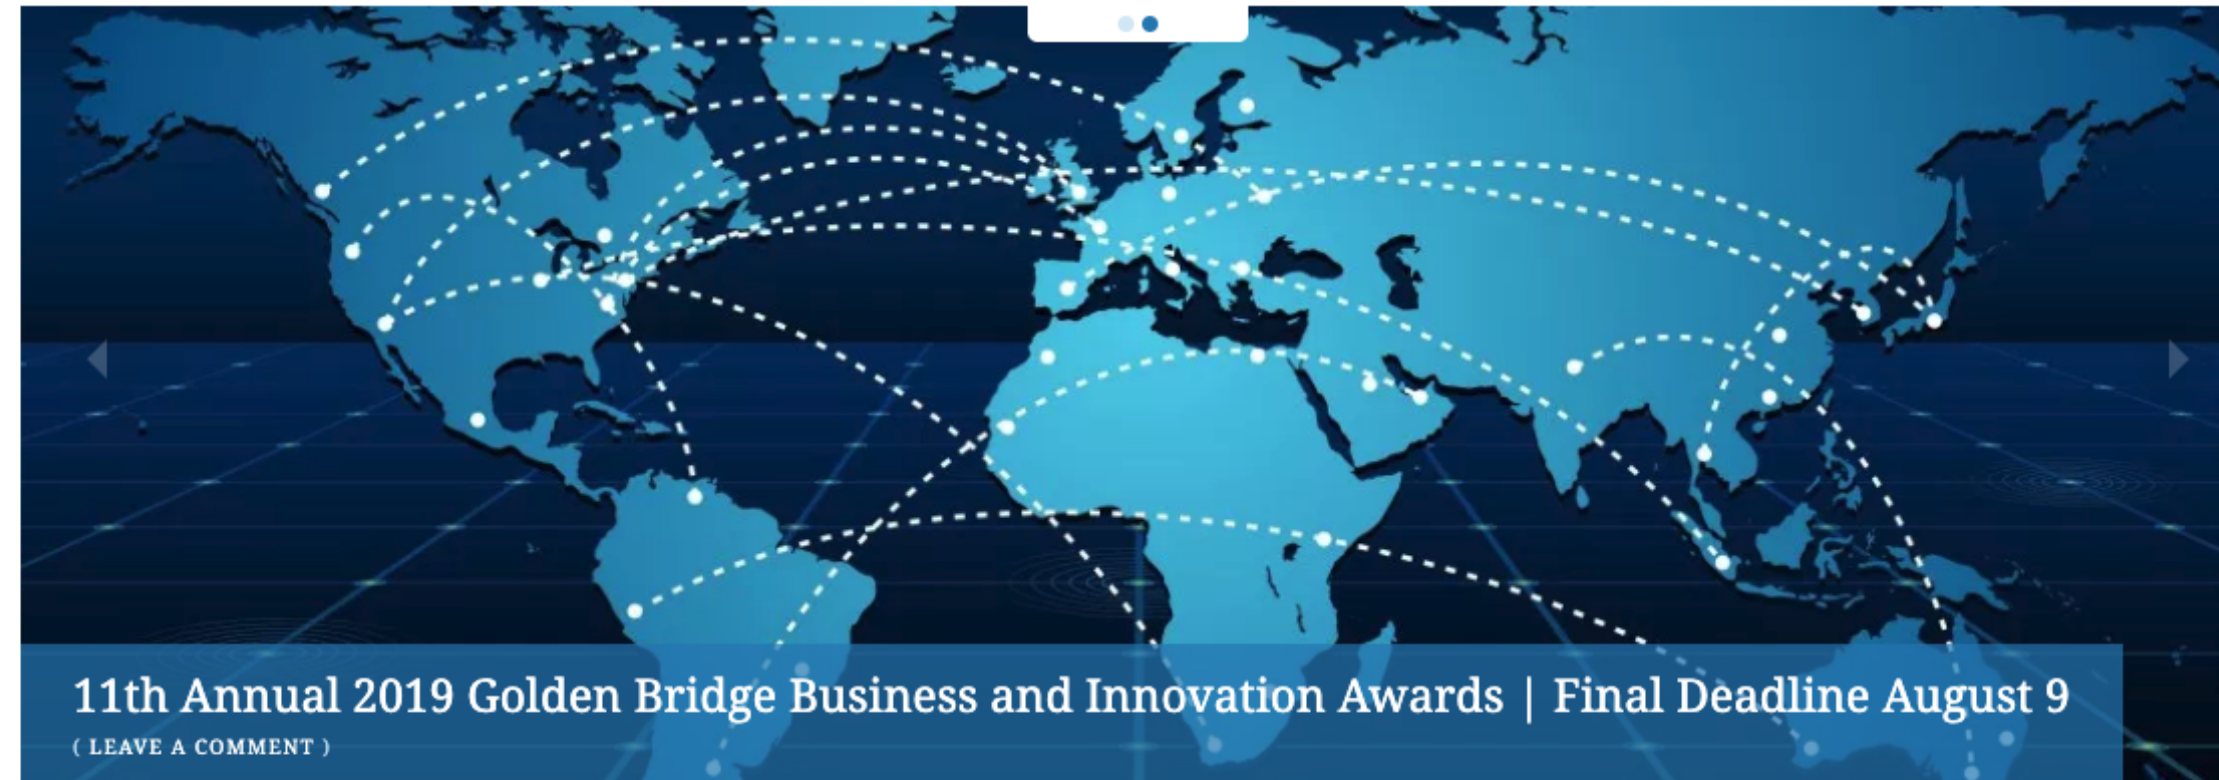 11th Annual 2019 Golden Bridge Business and Innovation Awards | Final Deadline August 9
( LEAVE A COMMENT )